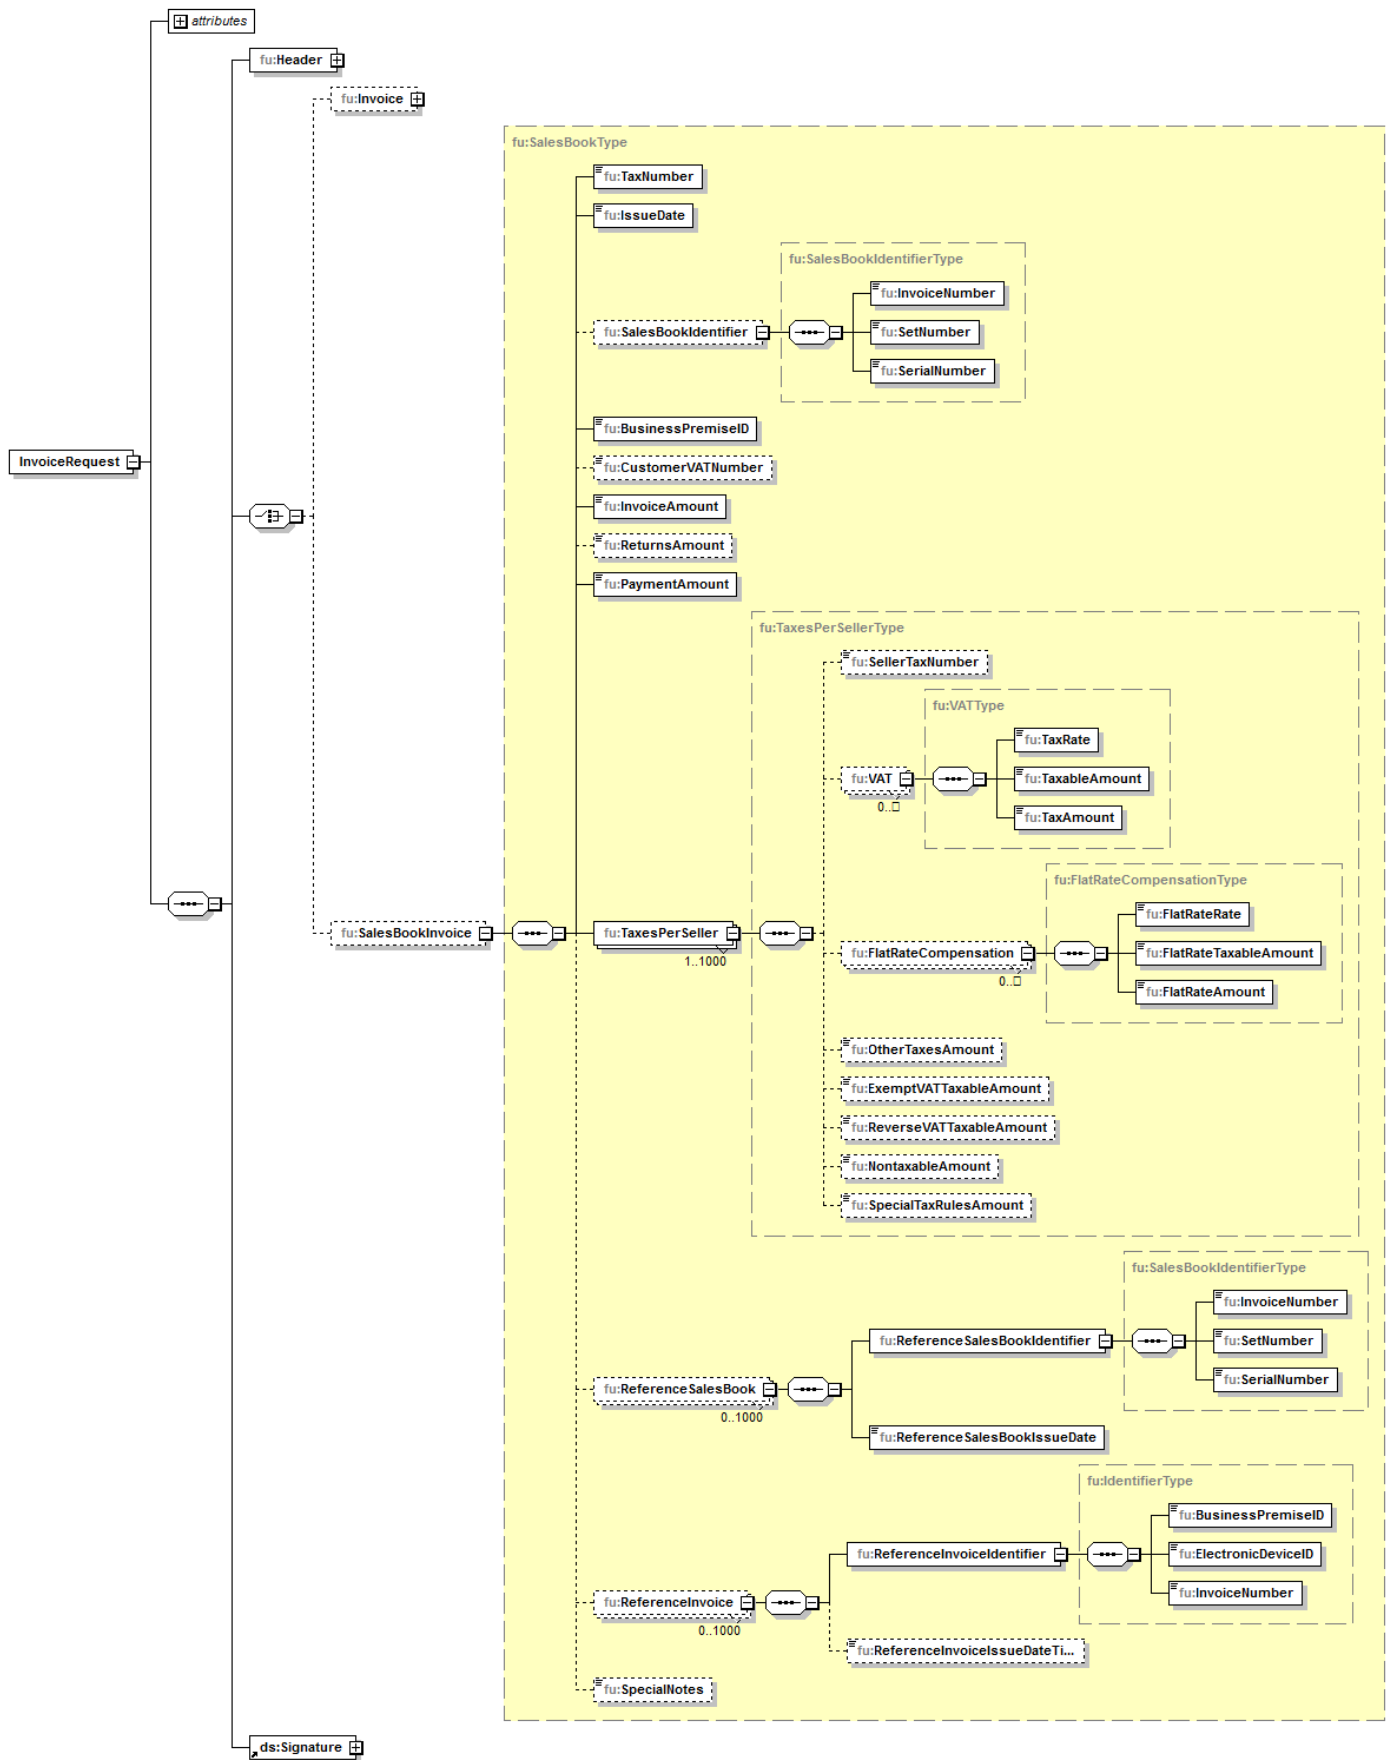 attributes
fu:Header
fu:Invoice
fu:SalesBookType
fu:TaxNumber
fu:IssueDate
fu:SalesBookIdentifierType
fu:InvoiceNumber
fu:SalesBookIdentifier
fu:SetNumber
fu:SerialNumber
fu:BusinessPremiseID
InvoiceRequest
fu:CustomerVATNumber
fu:InvoiceAmount
fu:ReturnsAmount
fu:PaymentAmount
fu:TaxesPerSellerType
fu:SellerTaxNumber
fu:VATType
fu:TaxRate
fu:VAT
fu:TaxableAmount
0..□
fu:TaxAmount
fu:FlatRateCompensationType
fu:FlatRateRate
fu:SalesBookInvoice
fu:TaxesPerSeller
1..1000
fu:FlatRateCompensation
fu:FlatRateTaxableAmount
0..□
fu:FlatRateAmount
fu:OtherTaxesAmount
fu:ExemptVATTaxableAmount
fu:ReverseVATTaxableAmount
fu:NontaxableAmount
fu:SpecialTaxRulesAmount
fu:SalesBookIdentifierType
fu:InvoiceNumber
fu:ReferenceSalesBookIdentifier
fu:SetNumber
fu:SerialNumber
fu:ReferenceSalesBook
0..1000
fu:ReferenceSalesBookIssueDate
fu:IdentifierType
fu:BusinessPremiseID
fu:ReferenceInvoiceIdentifier
fu:ElectronicDeviceID
fu:InvoiceNumber
fu:ReferenceInvoice
0..1000
fu:ReferenceInvoiceIssueDateTi...
fu:SpecialNotes
ds:Signature